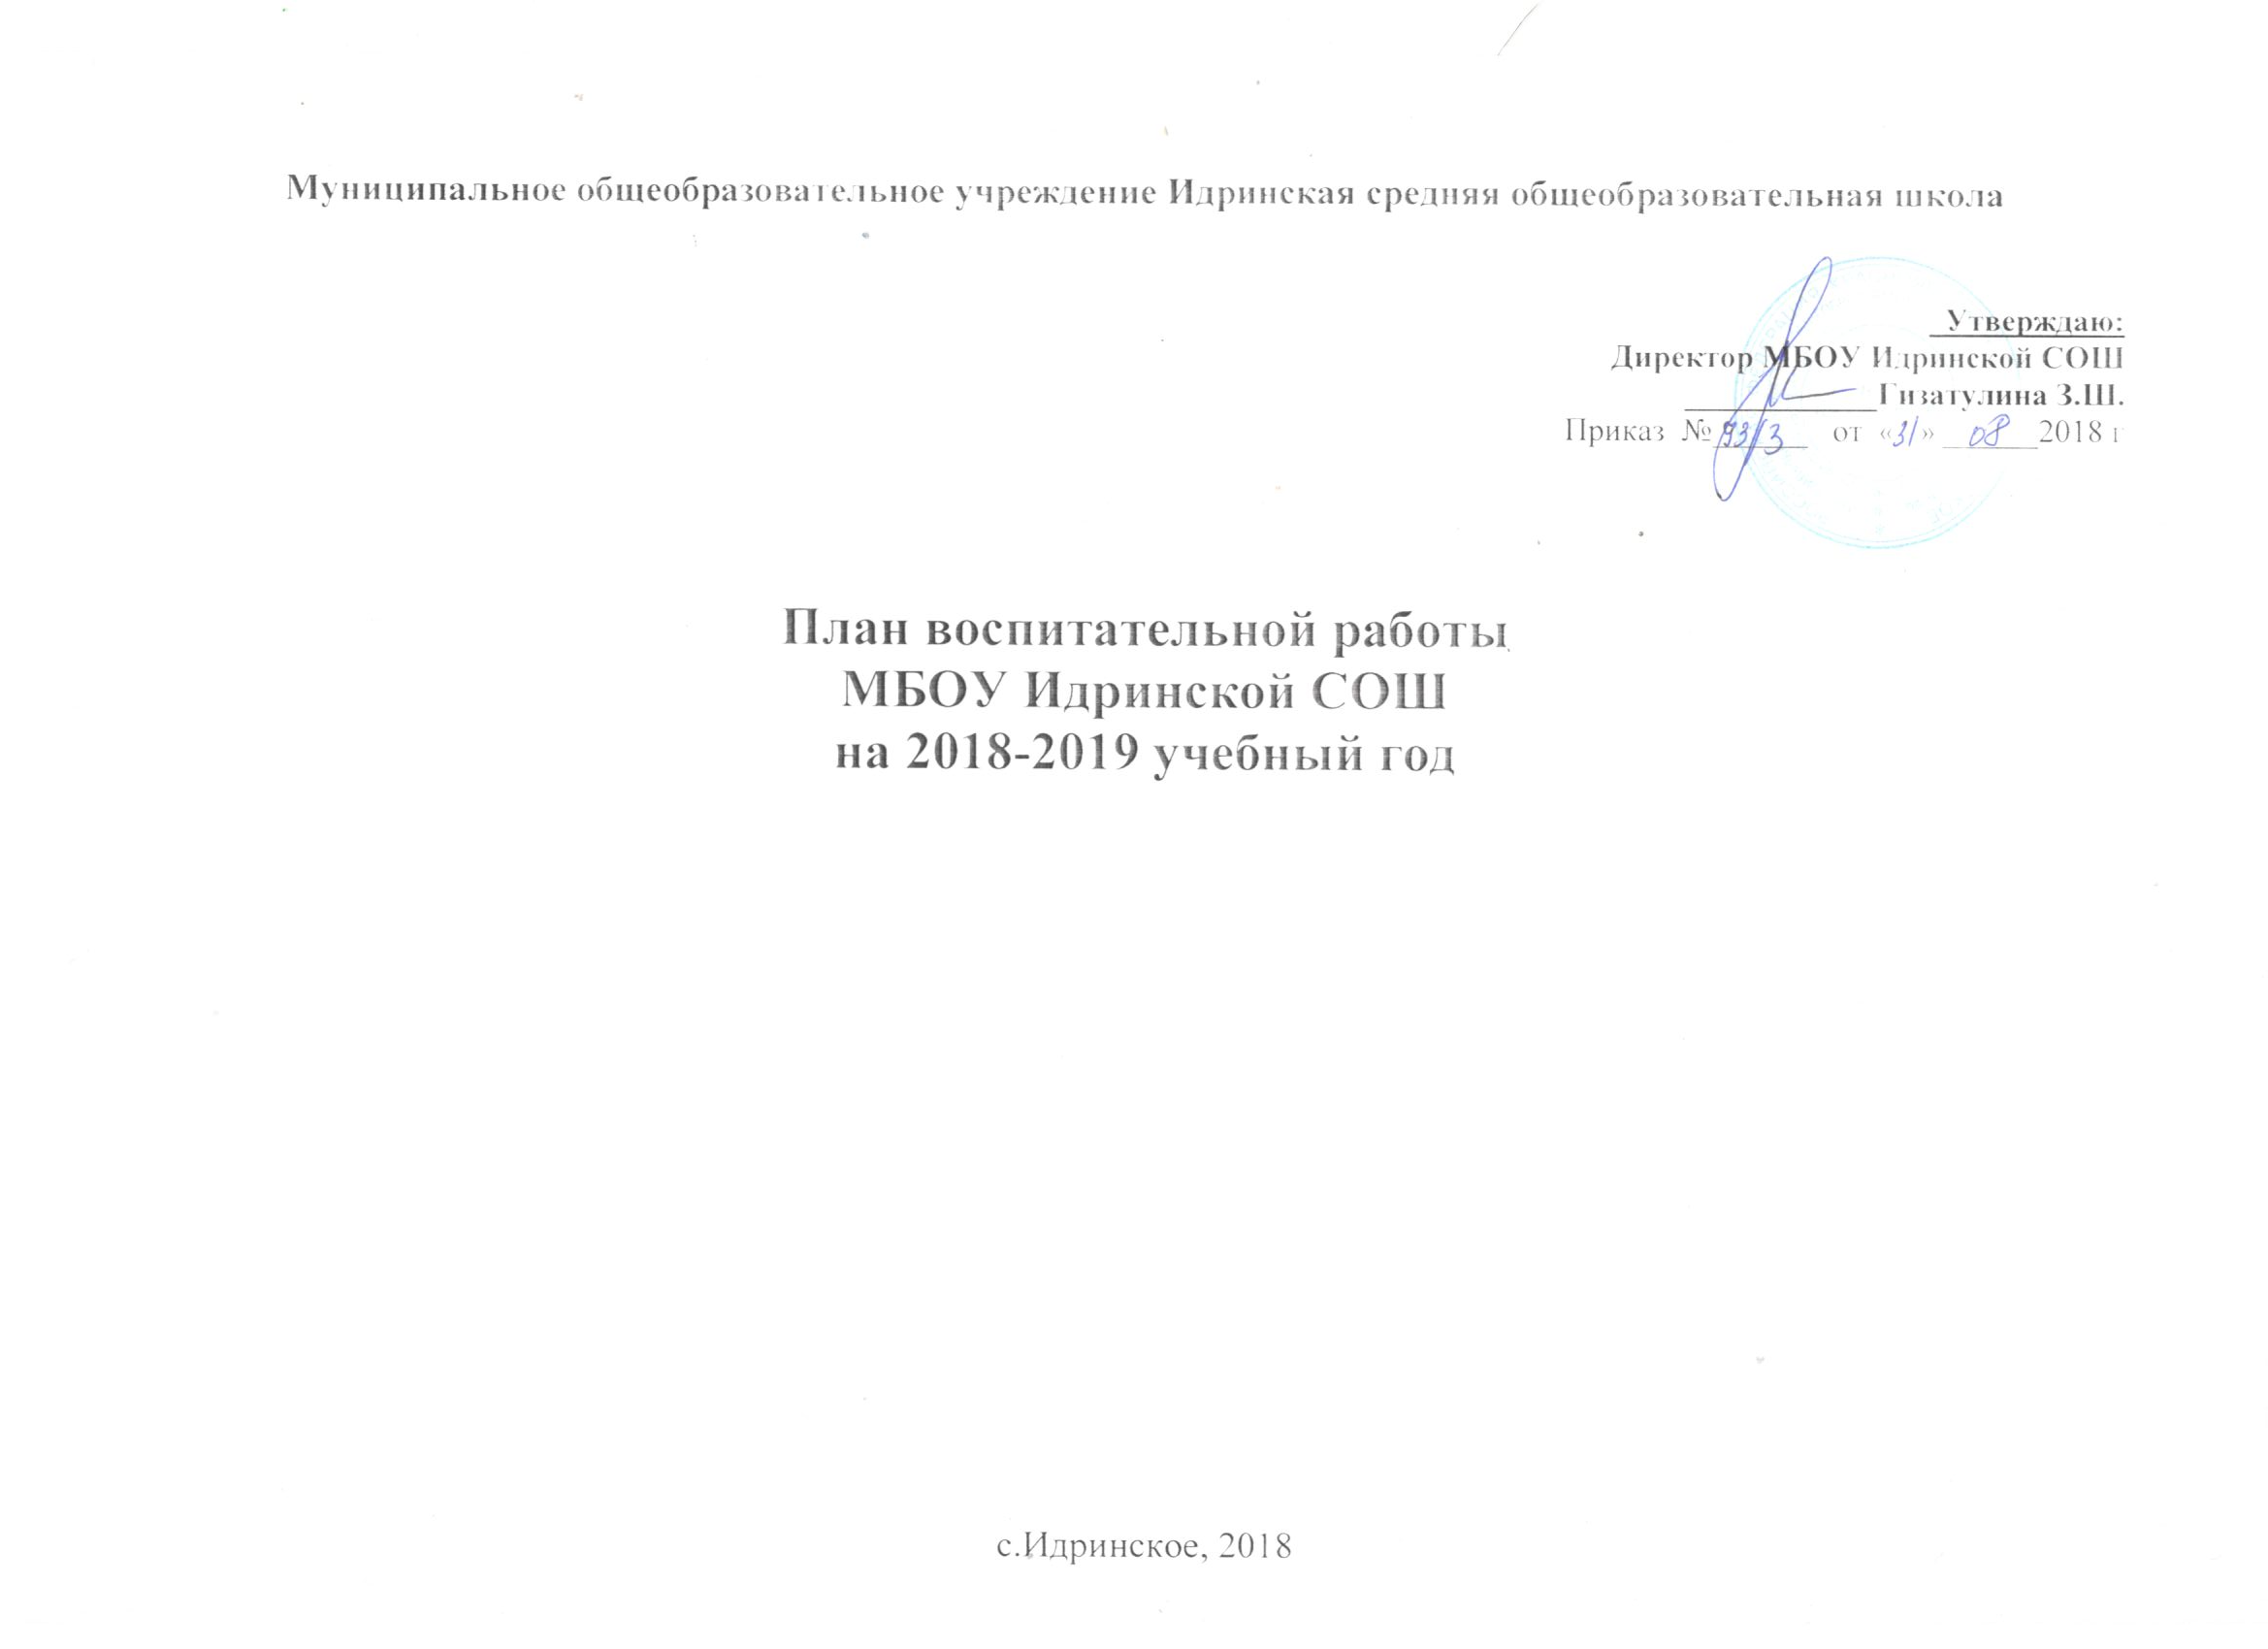 Муниципальное общеобразовательное учреждение Идринская средняя общеобразовательная школа
Утверждаю:
Директор МБОУ Идринской СОШ
____________Гизатулина З.Ш.
Приказ № 93/3 от «31» 08 2018 г
План воспитательной работы
МБОУ Идринской СОШ
на 2018-2019 учебный год
с.Идринское, 2018